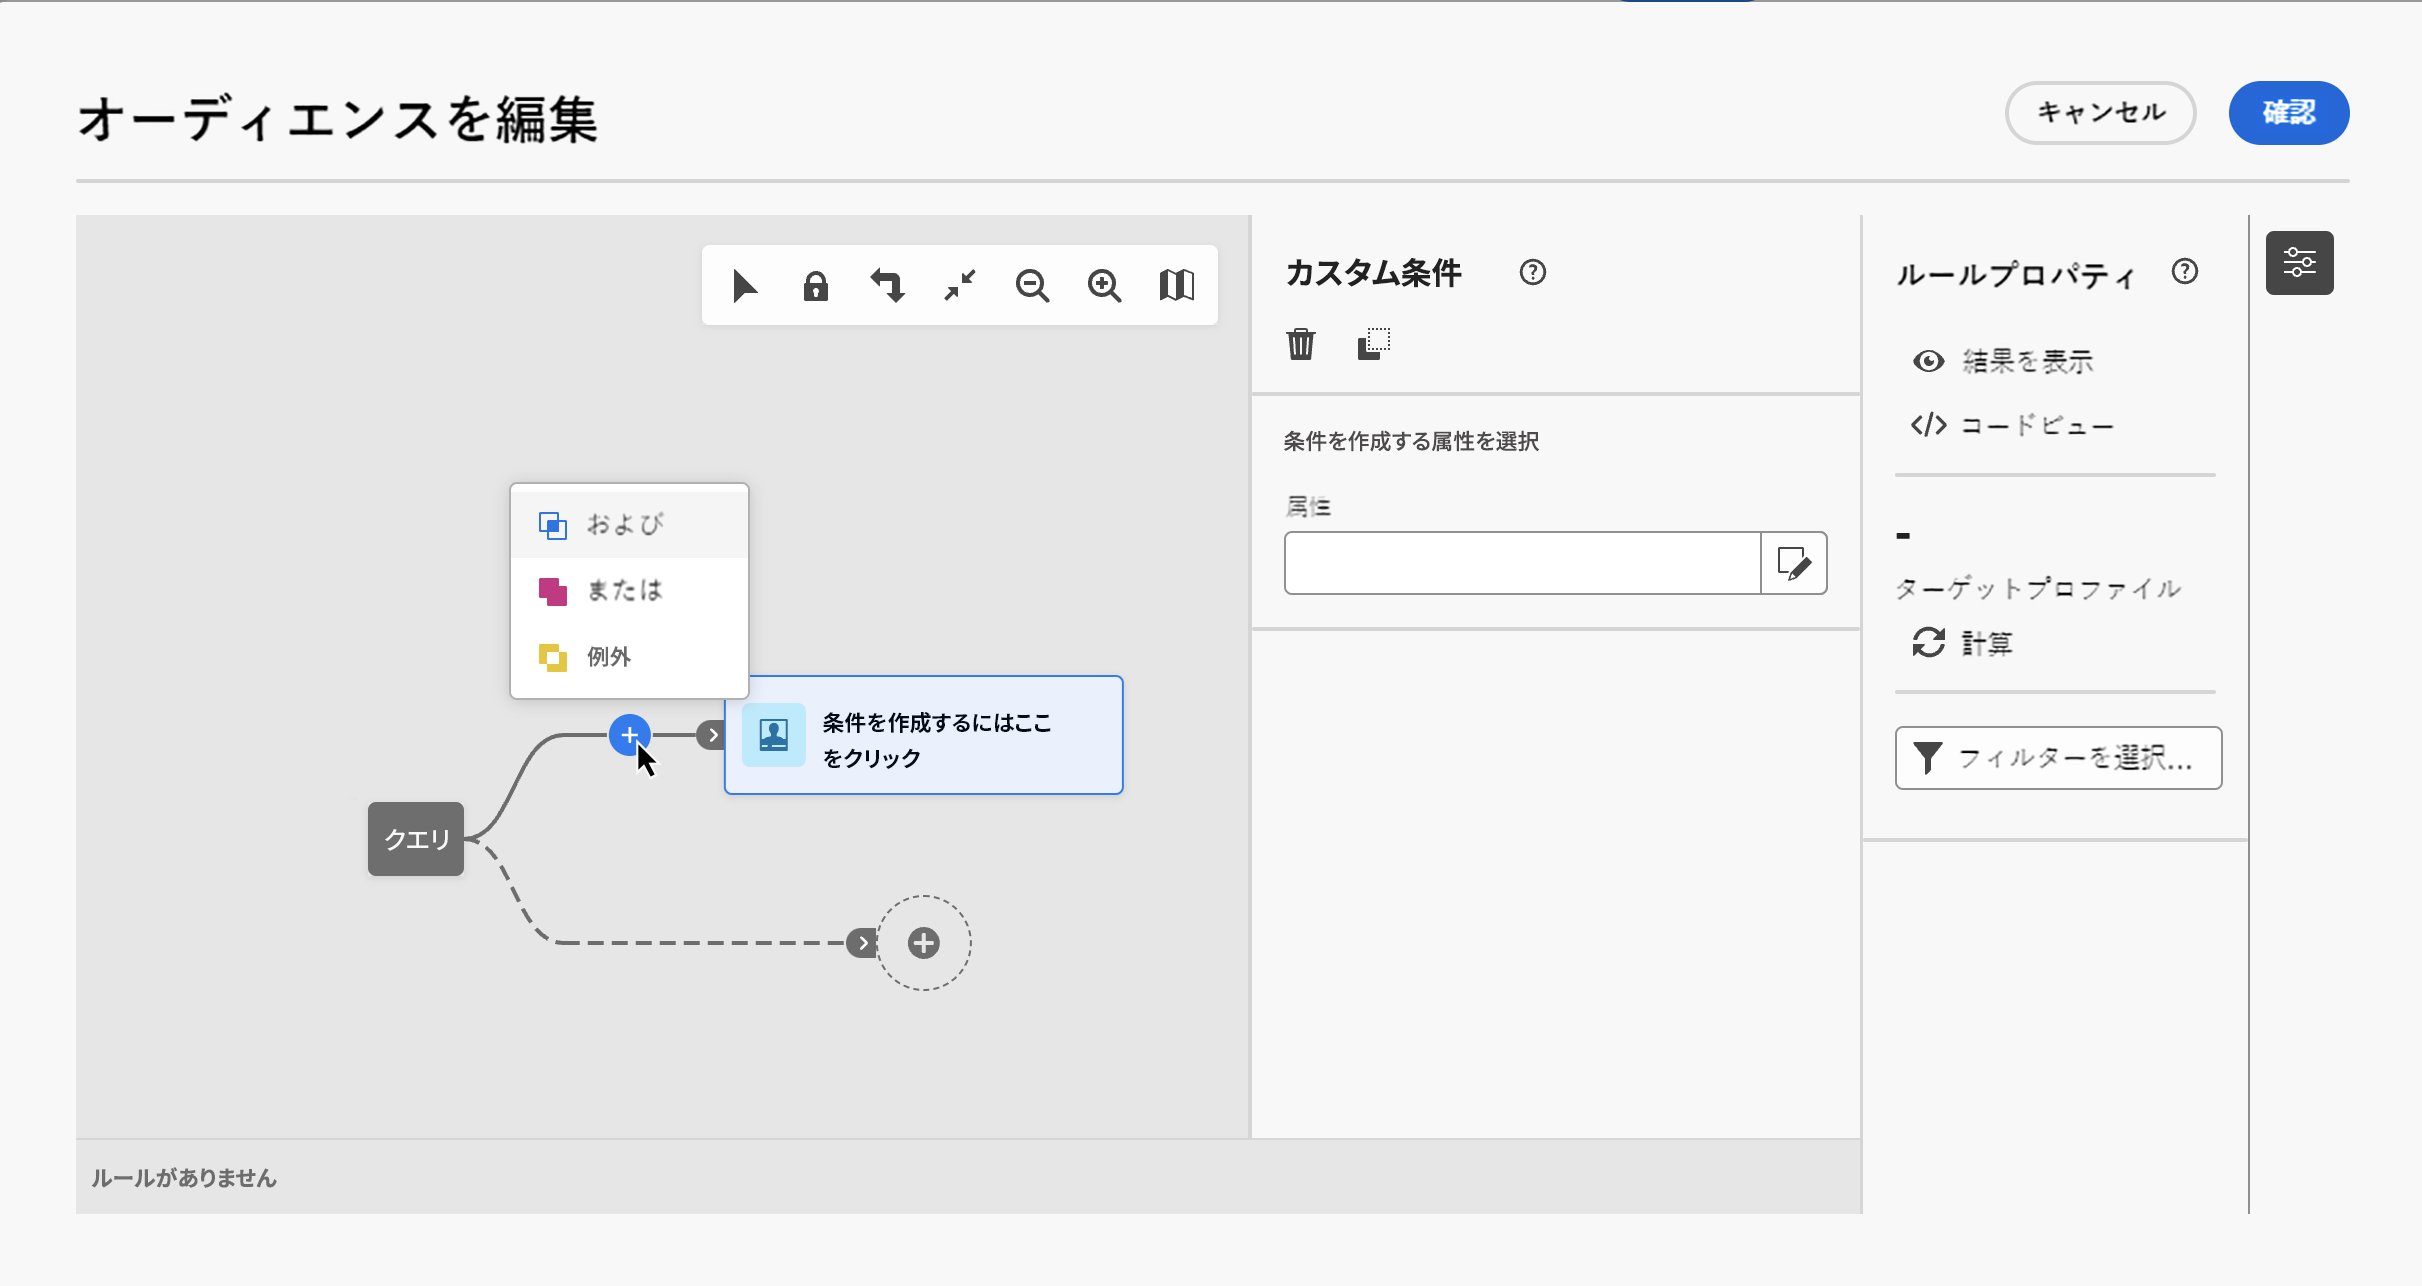 オーディエンスを編集
キャンセル
確認
および
または
例外
条件を作成するにはここ
をクリック
クエリ
ルールがありません
カスタム条件
条件を作成する属性を選択
属性
ルールプロパティ
結果を表示
コードビュー
-
ターゲットプロファイル
計算
フィルターを選択...